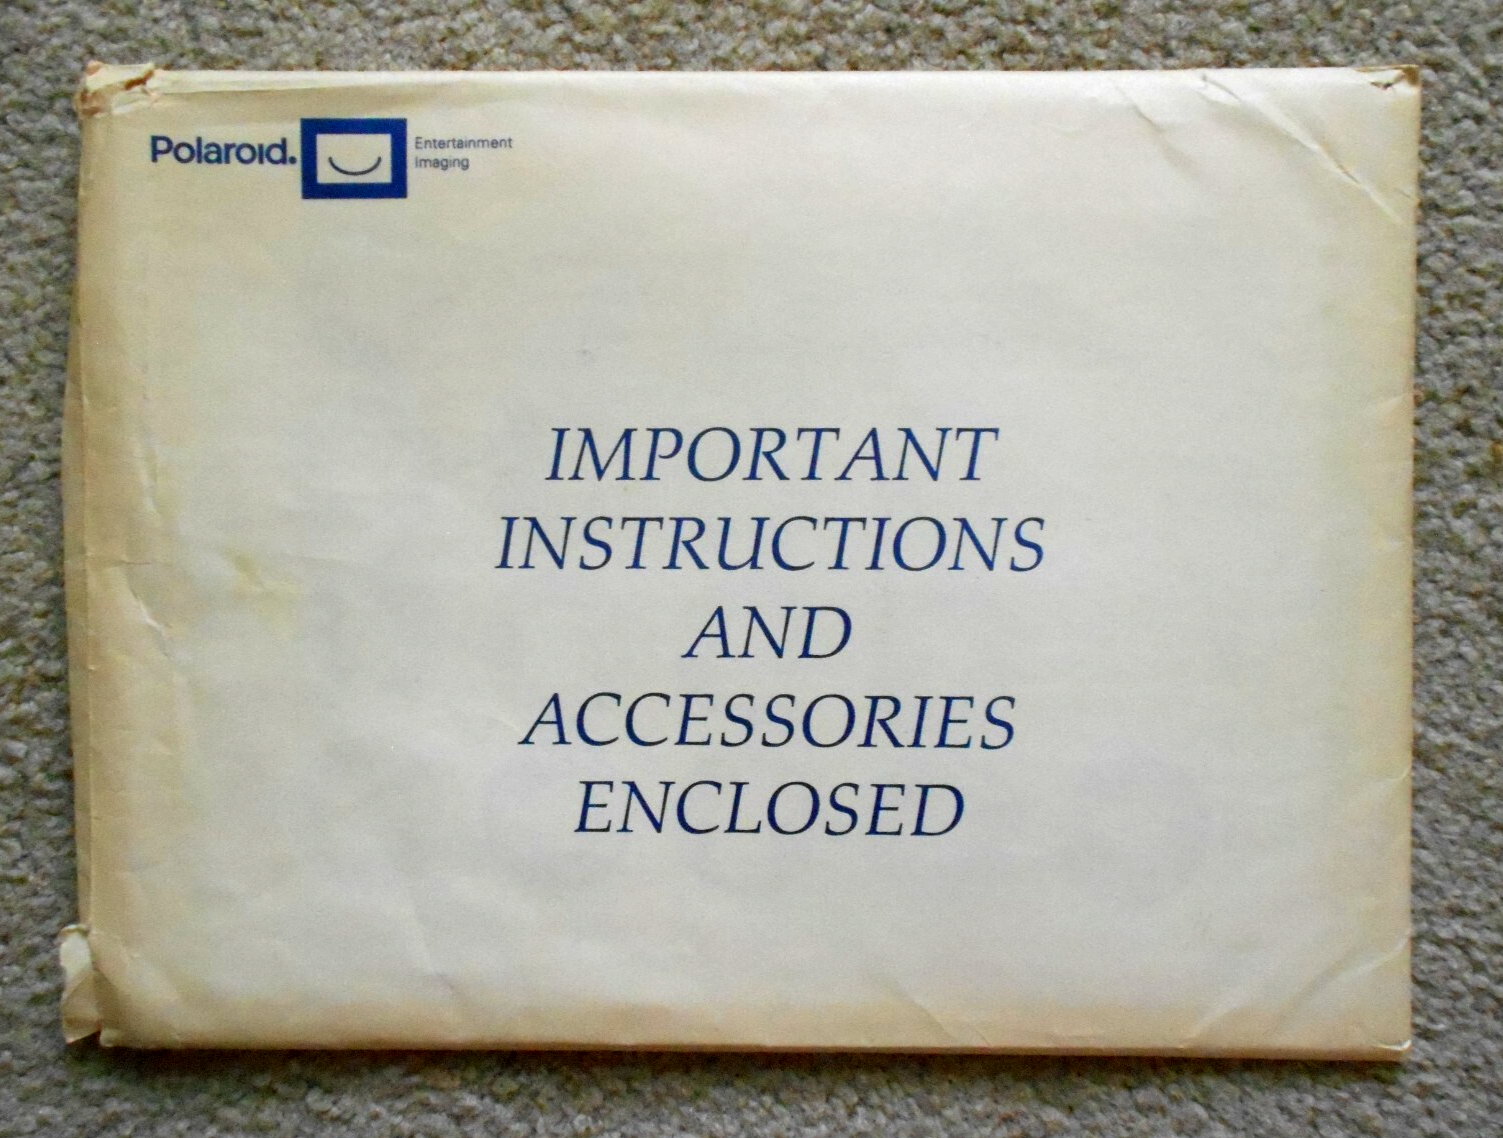 Polaroid.
Entertainment
Imaging
IMPORTANT
INSTRUCTIONS
AND
ACCESSORIES
ENCLOSED